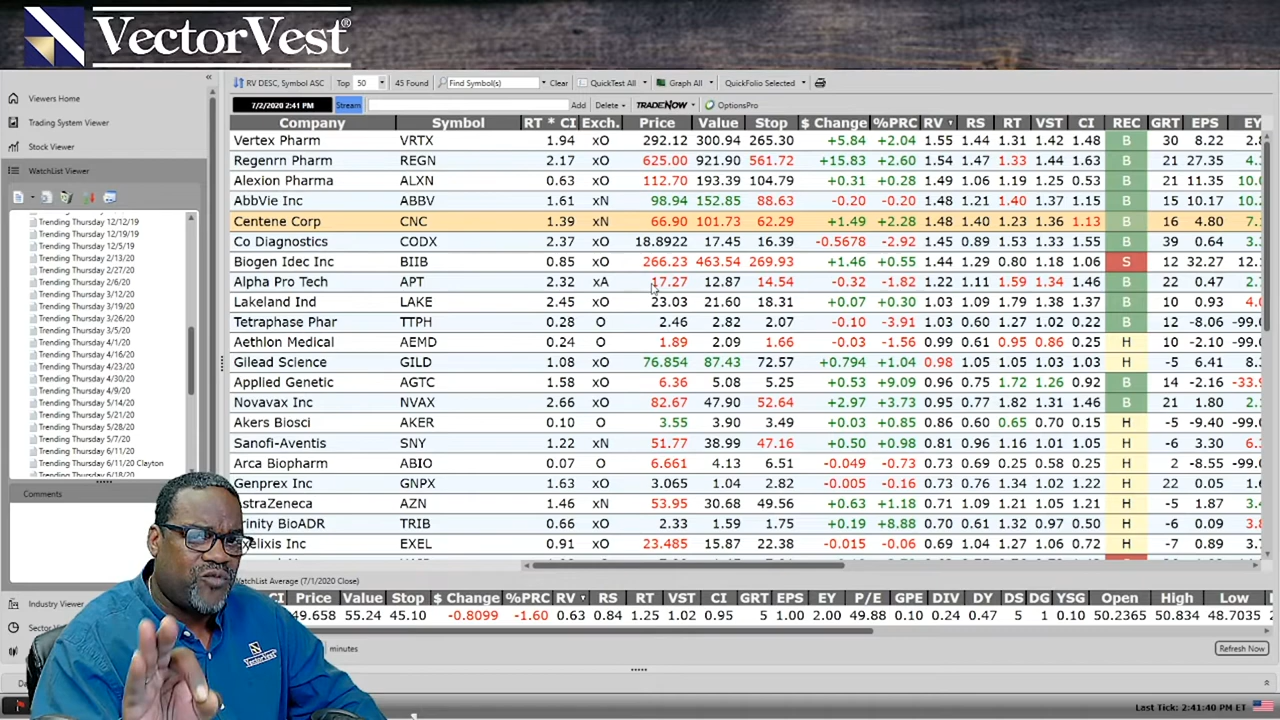 VectorVest®
RV DESC, Symbol ASC Top 50 45 Found Find Symbol(s) Clear QuickTest All Graph All QuickFolio Selected
7/2/2020 2:41 PM Stream Add Delete TRADENOW OptionsPro
Viewers Home
Trading System Viewer
Stock Viewer
WatchList Viewer
Trending Thursday 12/12/19
Trending Thursday 12/19/19
Trending Thursday 12/5/19
Trending Thursday 2/13/20
Trending Thursday 2/27/20
Trending Thursday 2/6/20
Trending Thursday 3/12/20
Trending Thursday 3/19/20
Trending Thursday 3/26/20
Trending Thursday 3/5/20
Trending Thursday 4/1/20
Trending Thursday 4/16/20
Trending Thursday 4/23/20
Trending Thursday 4/30/20
Trending Thursday 4/9/20
Trending Thursday 5/14/20
Trending Thursday 5/21/20
Trending Thursday 5/28/20
Trending Thursday 5/7/20
Trending Thursday 6/11/20
Trending Thursday 6/11/20 Clayton
Trending Thursday 6/18/20
Comments
Industry Viewer
Company Symbol RT * CI Exch. Price Value Stop $ Change %PRC RV RS RT VST CI REC GRT EPS EY
Vertex Pharm VRTX 1.94 xO 292.12 300.94 265.30 +5.84 +2.04 1.55 1.44 1.31 1.42 1.48 B 30 8.22 2.8
Regenrn Pharm REGN 2.17 xO 625.00 921.90 561.72 +15.83 +2.60 1.54 1.47 1.33 1.44 1.63 B 21 27.35 4.
Alexion Pharma ALXN 0.63 xO 112.70 193.39 104.79 +0.31 +0.28 1.49 1.06 1.19 1.25 0.53 B 21 11.35 10.
AbbVie Inc ABBV 1.61 xN 98.94 152.85 88.63 -0.20 -0.20 1.48 1.21 1.40 1.37 1.15 B 15 10.17 10.
Centene Corp CNC 1.39 xN 66.90 101.73 62.29 +1.49 +2.28 1.48 1.40 1.23 1.36 1.13 B 16 4.80 7.
Co Diagnostics CODX 2.37 xO 18.8922 17.45 16.39 -0.5678 -2.92 1.45 0.89 1.53 1.33 1.55 B 39 0.64 3.
Biogen Idec Inc BIIB 0.85 xO 266.23 463.54 269.93 +1.46 +0.55 1.44 1.29 0.80 1.18 1.06 S 12 32.27 12.
Alpha Pro Tech APT 2.32 xA 17.27 12.87 14.54 -0.32 -1.82 1.22 1.11 1.59 1.34 1.46 B 22 0.47 2.
Lakeland Ind LAKE 2.45 xO 23.03 21.60 18.31 +0.07 +0.30 1.03 1.09 1.79 1.38 1.37 B 10 0.93 4.
Tetraphase Phar TTPH 0.28 O 2.46 2.82 2.07 -0.10 -3.91 1.03 0.60 1.27 1.02 0.22 B 12 -8.06 -99.
Aethlon Medical AEMD 0.24 O 1.89 2.09 1.66 -0.03 -1.56 0.99 0.61 0.95 0.86 0.25 H 10 -2.10 -99.
Gilead Science GILD 1.08 xO 76.854 87.43 72.57 +0.794 +1.04 0.98 1.05 1.05 1.03 1.03 H -5 6.41 8.
Applied Genetic AGTC 1.58 xO 6.36 5.08 5.25 +0.53 +9.09 0.96 0.75 1.72 1.26 0.92 B 14 -2.16 -33.
Novavax Inc NVAX 2.66 xO 82.67 47.90 52.64 +2.97 +3.73 0.95 0.77 1.82 1.31 1.46 B 21 1.80 2.
Akers Biosci AKER 0.10 O 3.55 3.90 3.49 +0.03 +0.85 0.86 0.60 0.65 0.70 0.15 H -5 -9.40 -99.
Sanofi-Aventis SNY 1.22 xN 51.77 38.99 47.16 +0.50 +0.98 0.81 0.96 1.16 1.01 1.05 H -6 3.30 6.
Arca Biopharm ABIO 0.07 O 6.661 4.13 6.51 -0.049 -0.73 0.73 0.69 0.25 0.58 0.25 H 2 -8.55 -99.
Genprex Inc GNPX 1.63 xO 3.065 1.04 2.82 -0.005 -0.16 0.73 0.76 1.34 1.00 1.21 H 22 0.05 1.
straZeneca AZN 1.46 xN 53.95 30.68 49.56 +0.63 +1.18 0.71 1.09 1.21 1.05 1.21 H -5 1.87 3.
rinity BioADR TRIB 0.66 xO 2.33 1.59 1.75 +0.19 +8.88 0.70 0.61 1.32 0.97 0.50 H -6 0.09 3.
xelixis Inc EXEL 0.91 xO 23.485 15.87 22.38 -0.015 -0.06 0.69 1.04 1.27 1.06 0.72 H -7 0.89 3.
atchList Average (7/1/2020 Close)
CI Price Value Stop $ Change %PRC RV RS RT VST CI GRT EPS EY P/E GPE DIV DY DS DG YSG Open High Low
49.658 55.24 45.10 -0.8099 -1.60 0.63 0.84 1.25 1.02 0.95 5 1.00 2.00 49.88 0.10 0.24 0.47 5 1 0.10 50.2365 50.834 48.7035
minutes Refresh Now
VectorVest
Last Tick: 2:41:40 PM ET